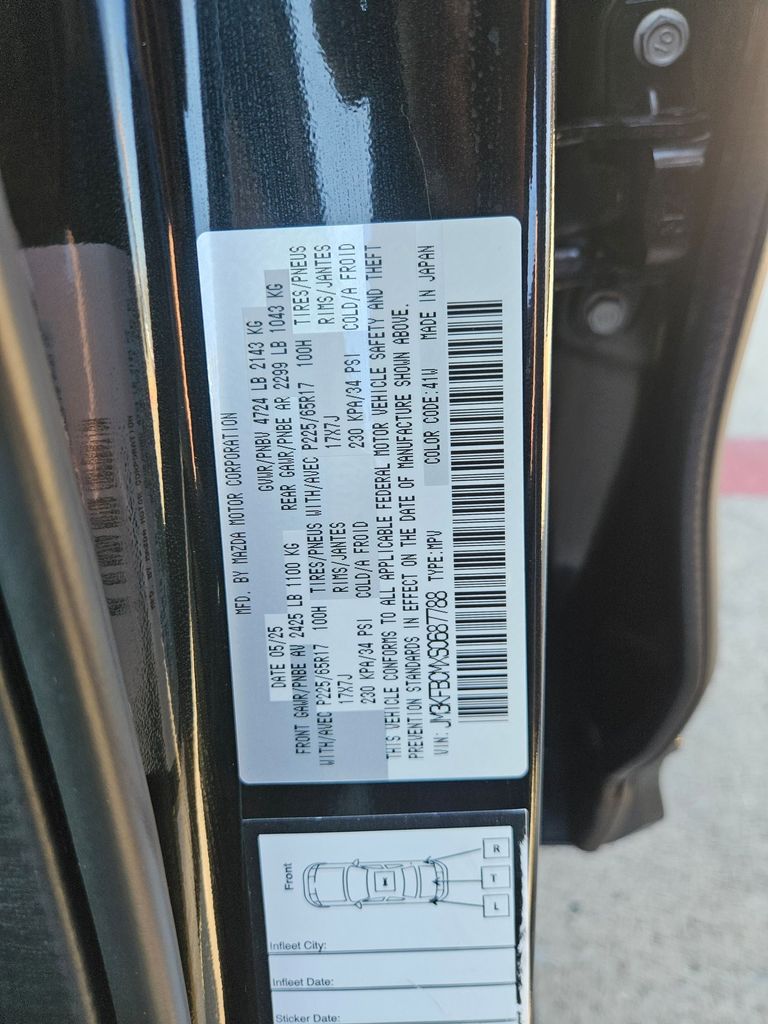 MFD. BY MAZDA MOTOR CORPORATION
DATE 05/25 GVWR/PNBV 4724 LB 2143 KG
FRONT GAWR/PNBE AV 2425 LB 1100 KG REAR GAWR/PNBE AR 2299 LB 1043 KG
WITH/AVEC P225/65R17 100H TIRES/PNEUS WITH/AVEC P225/65R17 100H TIRES/PNEUS
17X7J RIMS/JANTES 17X7J RIMS/JANTES
230 KPA/34 PSI COLD/A FROID 230 KPA/34 PSI COLD/A FROID
THIS VEHICLE CONFORMS TO ALL APPLICABLE FEDERAL MOTOR VEHICLE SAFETY AND THEFT
PREVENTION STANDARDS IN EFFECT ON THE DATE OF MANUFACTURE SHOWN ABOVE.
VIN: JM3KFBCMXS0687788 TYPE:MPV COLOR CODE:41W MADE IN JAPAN
Front
R
T
L
Infleet City:
Infleet Date:
Sticker Date: